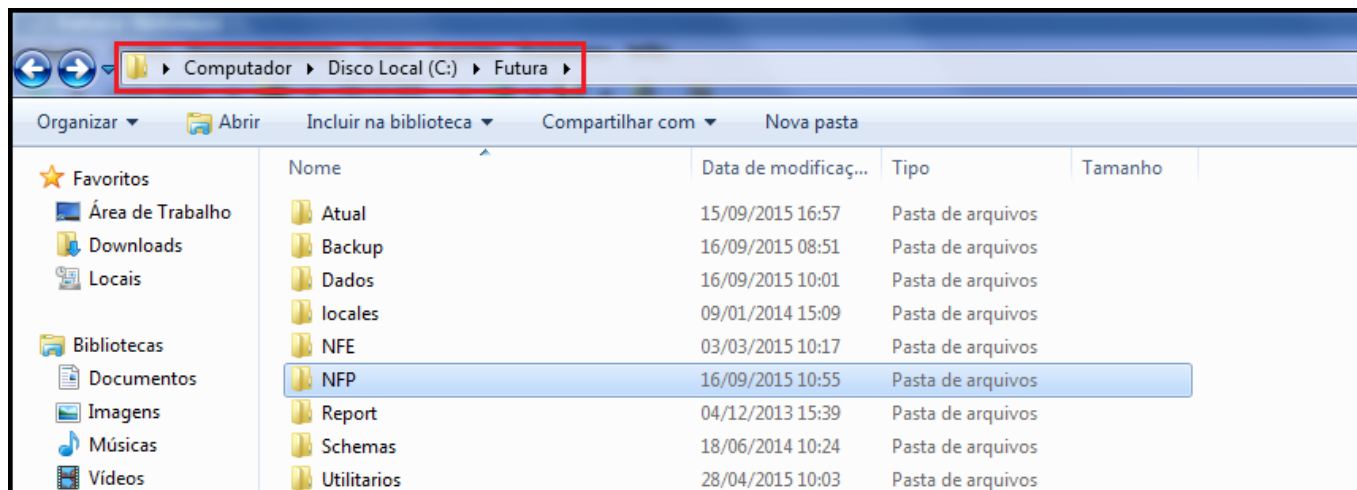 Computador Disco Local (C:) Futura
Organizar Abrir Incluir na biblioteca Compartilhar com Nova pasta
Favoritos
Área de Trabalho
Downloads
Locais
Bibliotecas
Documentos
Imagens
Músicas
Vídeos
Nome Data de modificaç... Tipo Tamanho
Atual 15/09/2015 16:57 Pasta de arquivos
Backup 16/09/2015 08:51 Pasta de arquivos
Dados 16/09/2015 10:01 Pasta de arquivos
locales 09/01/2014 15:09 Pasta de arquivos
NFE 03/03/2015 10:17 Pasta de arquivos
NFP 16/09/2015 10:55 Pasta de arquivos
Report 04/12/2013 15:39 Pasta de arquivos
Schemas 18/06/2014 10:24 Pasta de arquivos
Utilitarios 28/04/2015 10:03 Pasta de arquivos